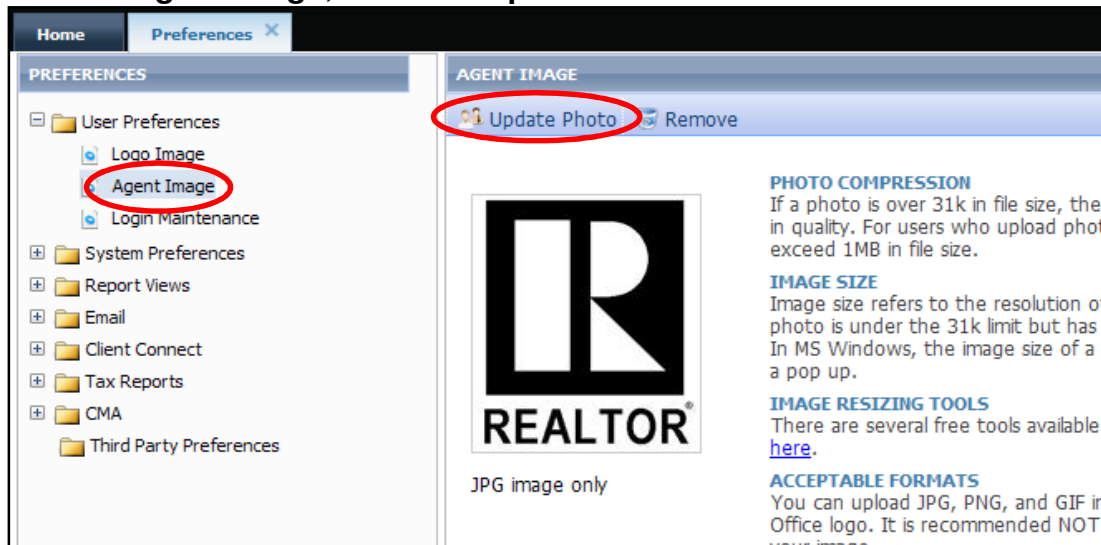 Home
Preferences
PREFERENCES
User Preferences
Logo Image
Agent Image
Login Maintenance
System Preferences
Report Views
Email
Client Connect
Tax Reports
CMA
Third Party Preferences
AGENT IMAGE
Update Photo Remove
R
REALTOR®
JPG image only
PHOTO COMPRESSION
If a photo is over 31k in file size, the
in quality. For users who upload phot
exceed 1MB in file size.
IMAGE SIZE
Image size refers to the resolution o
photo is under the 31k limit but has
In MS Windows, the image size of a
a pop up.
IMAGE RESIZING TOOLS
There are several free tools available
here.
ACCEPTABLE FORMATS
You can upload JPG, PNG, and GIF i
Office logo. It is recommended NOT